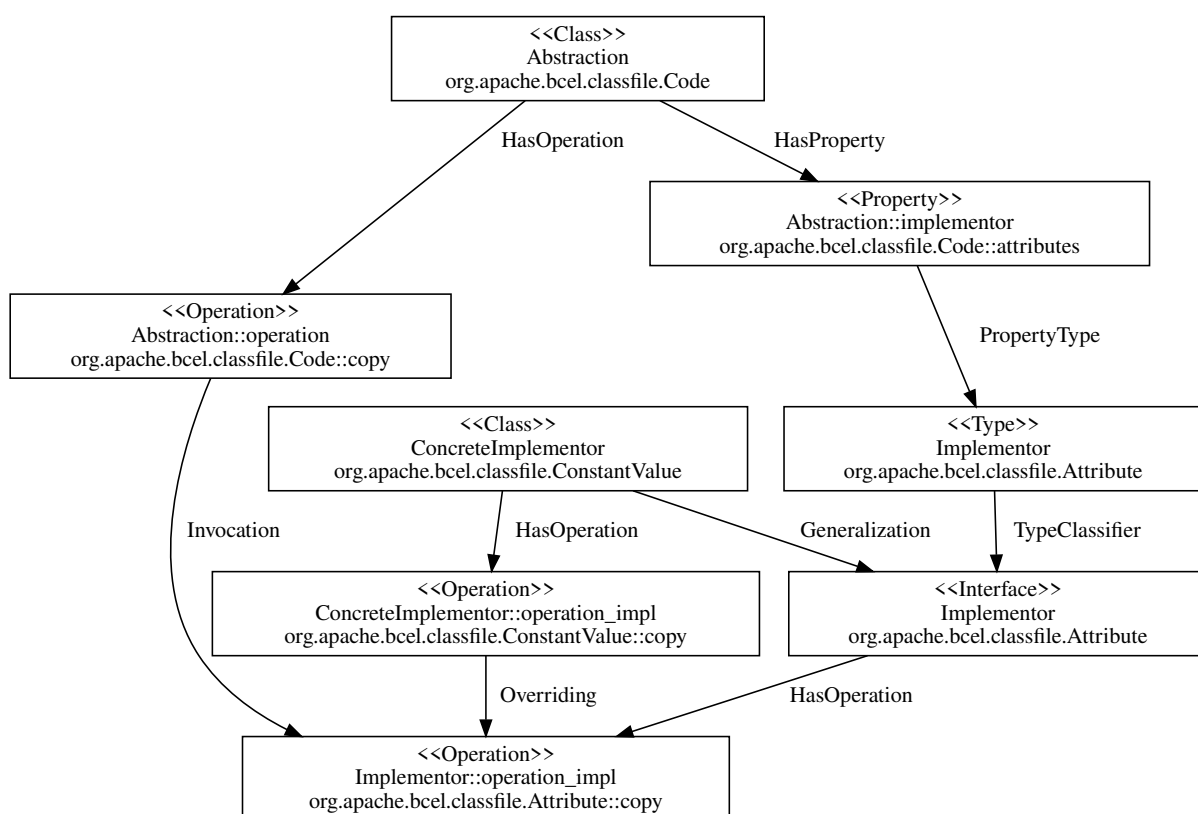 <<Class>>
Abstraction
org.apache.bcel.classfile.Code
HasOperation
HasProperty
<<Property>>
Abstraction::implementor
org.apache.bcel.classfile.Code::attributes
<<Operation>>
Abstraction::operation
org.apache.bcel.classfile.Code::copy
PropertyType
<<Class>>
ConcreteImplementor
org.apache.bcel.classfile.ConstantValue
<<Type>>
Implementor
org.apache.bcel.classfile.Attribute
Invocation
HasOperation
Generalization
TypeClassifier
<<Operation>>
ConcreteImplementor::operation_impl
org.apache.bcel.classfile.ConstantValue::copy
<<Interface>>
Implementor
org.apache.bcel.classfile.Attribute
Overriding
HasOperation
<<Operation>>
Implementor::operation_impl
org.apache.bcel.classfile.Attribute::copy